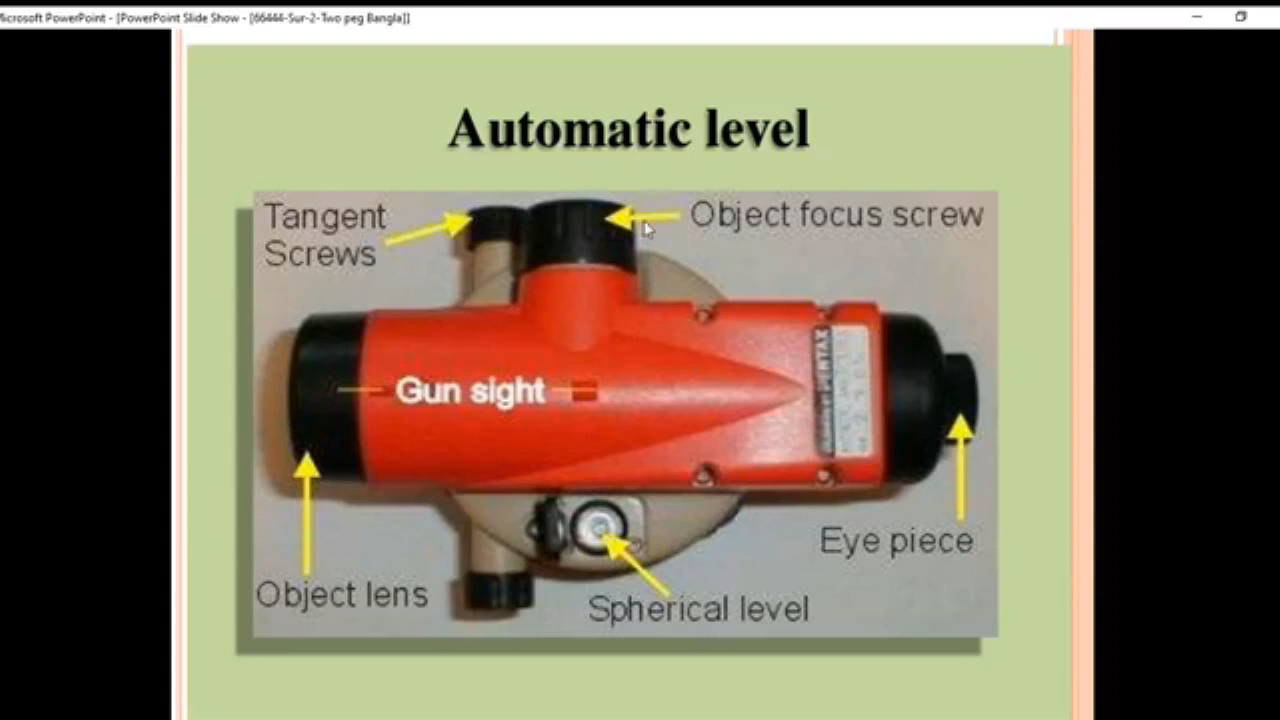 Microsoft PowerPoint - [PowerPoint Slide Show - [66444-Sur-2-Two peg Bangla]]
Automatic level
Tangent
Screws
Object focus screw
Gun sight
PENTAX
Eye piece
Object lens
Spherical level